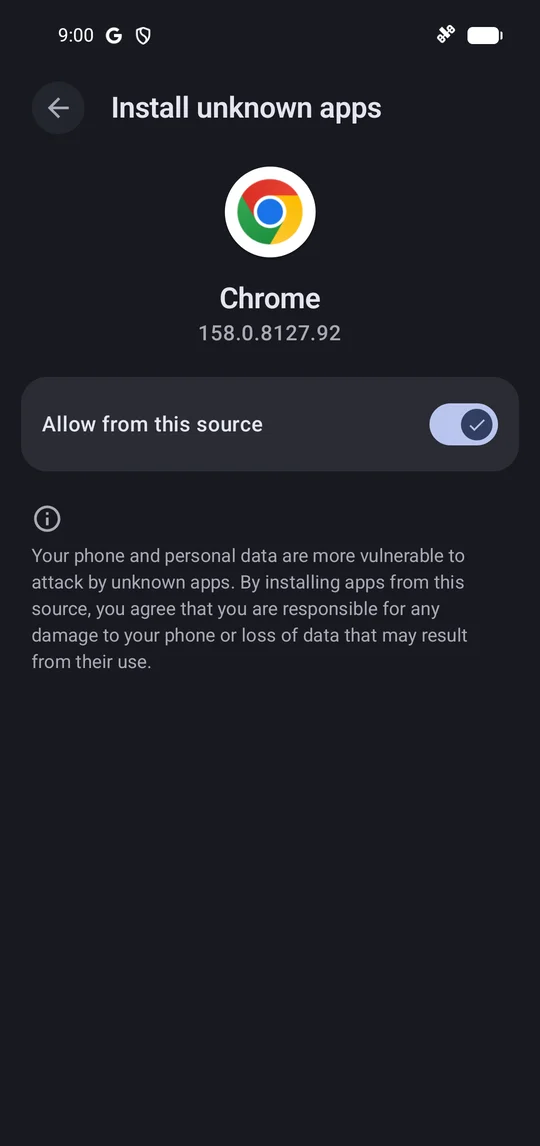 9:00
Install unknown apps
Chrome
158.0.8127.92
Allow from this source
Your phone and personal data are more vulnerable to
attack by unknown apps. By installing apps from this
source, you agree that you are responsible for any
damage to your phone or loss of data that may result
from their use.